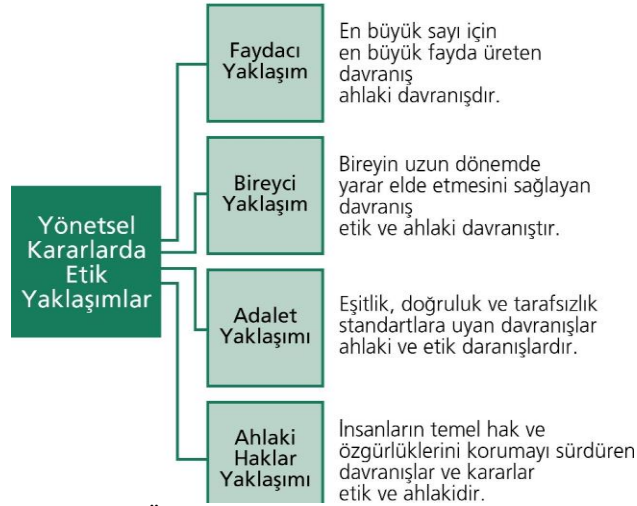 Yönetsel
Kararlarda
Etik
Yaklaşımlar
Faydacı
Yaklaşım
En büyük sayı için
en büyük fayda üreten
davranış
ahlaki davranışdır.
Bireyci
Yaklaşım
Bireyin uzun dönemde
yarar elde etmesini sağlayan
davranış
etik ve ahlaki davranıştır.
Adalet
Yaklaşımı
Eşitlik, doğruluk ve tarafsızlık
standartlara uyan davranışlar
ahlaki ve etik daranışlardır.
Ahlaki
Haklar
Yaklaşımı
İnsanların temel hak ve
özgürlüklerini korumayı sürdüren
davranışlar ve kararlar
etik ve ahlakidir.